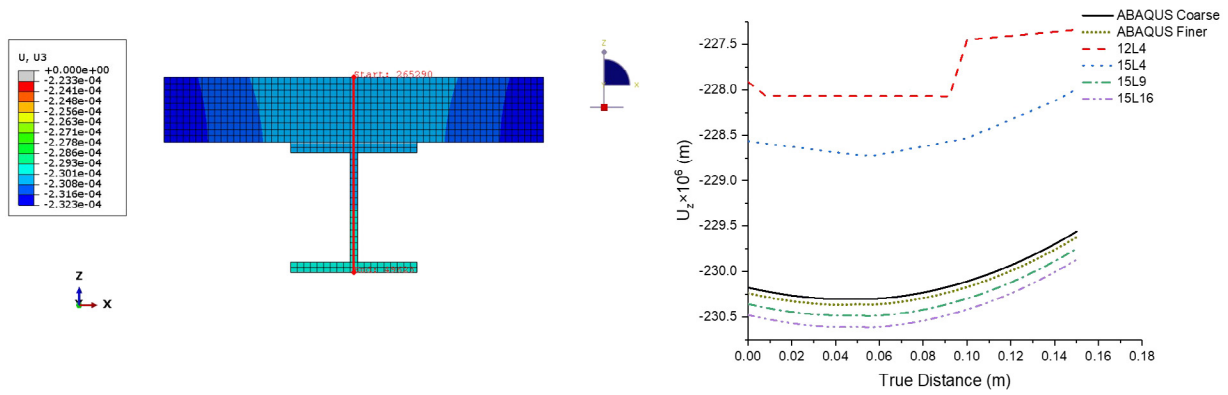 U, U3
+0.000e+00
-2.233e-04
-2.241e-04
-2.248e-04
-2.256e-04
-2.263e-04
-2.271e-04
-2.278e-04
-2.286e-04
-2.293e-04
-2.301e-04
-2.308e-04
-2.316e-04
-2.323e-04
Start: 265290
Z
X
Y
Z
X
ABAQUS Coarse
ABAQUS Finer
12L4
15L4
15L9
15L16
-227.5
-228.0
-228.5
-229.0
-229.5
-230.0
-230.5
Uz×10⁶ (m)
0.00 0.02 0.04 0.06 0.08 0.10 0.12 0.14 0.16 0.18
True Distance (m)